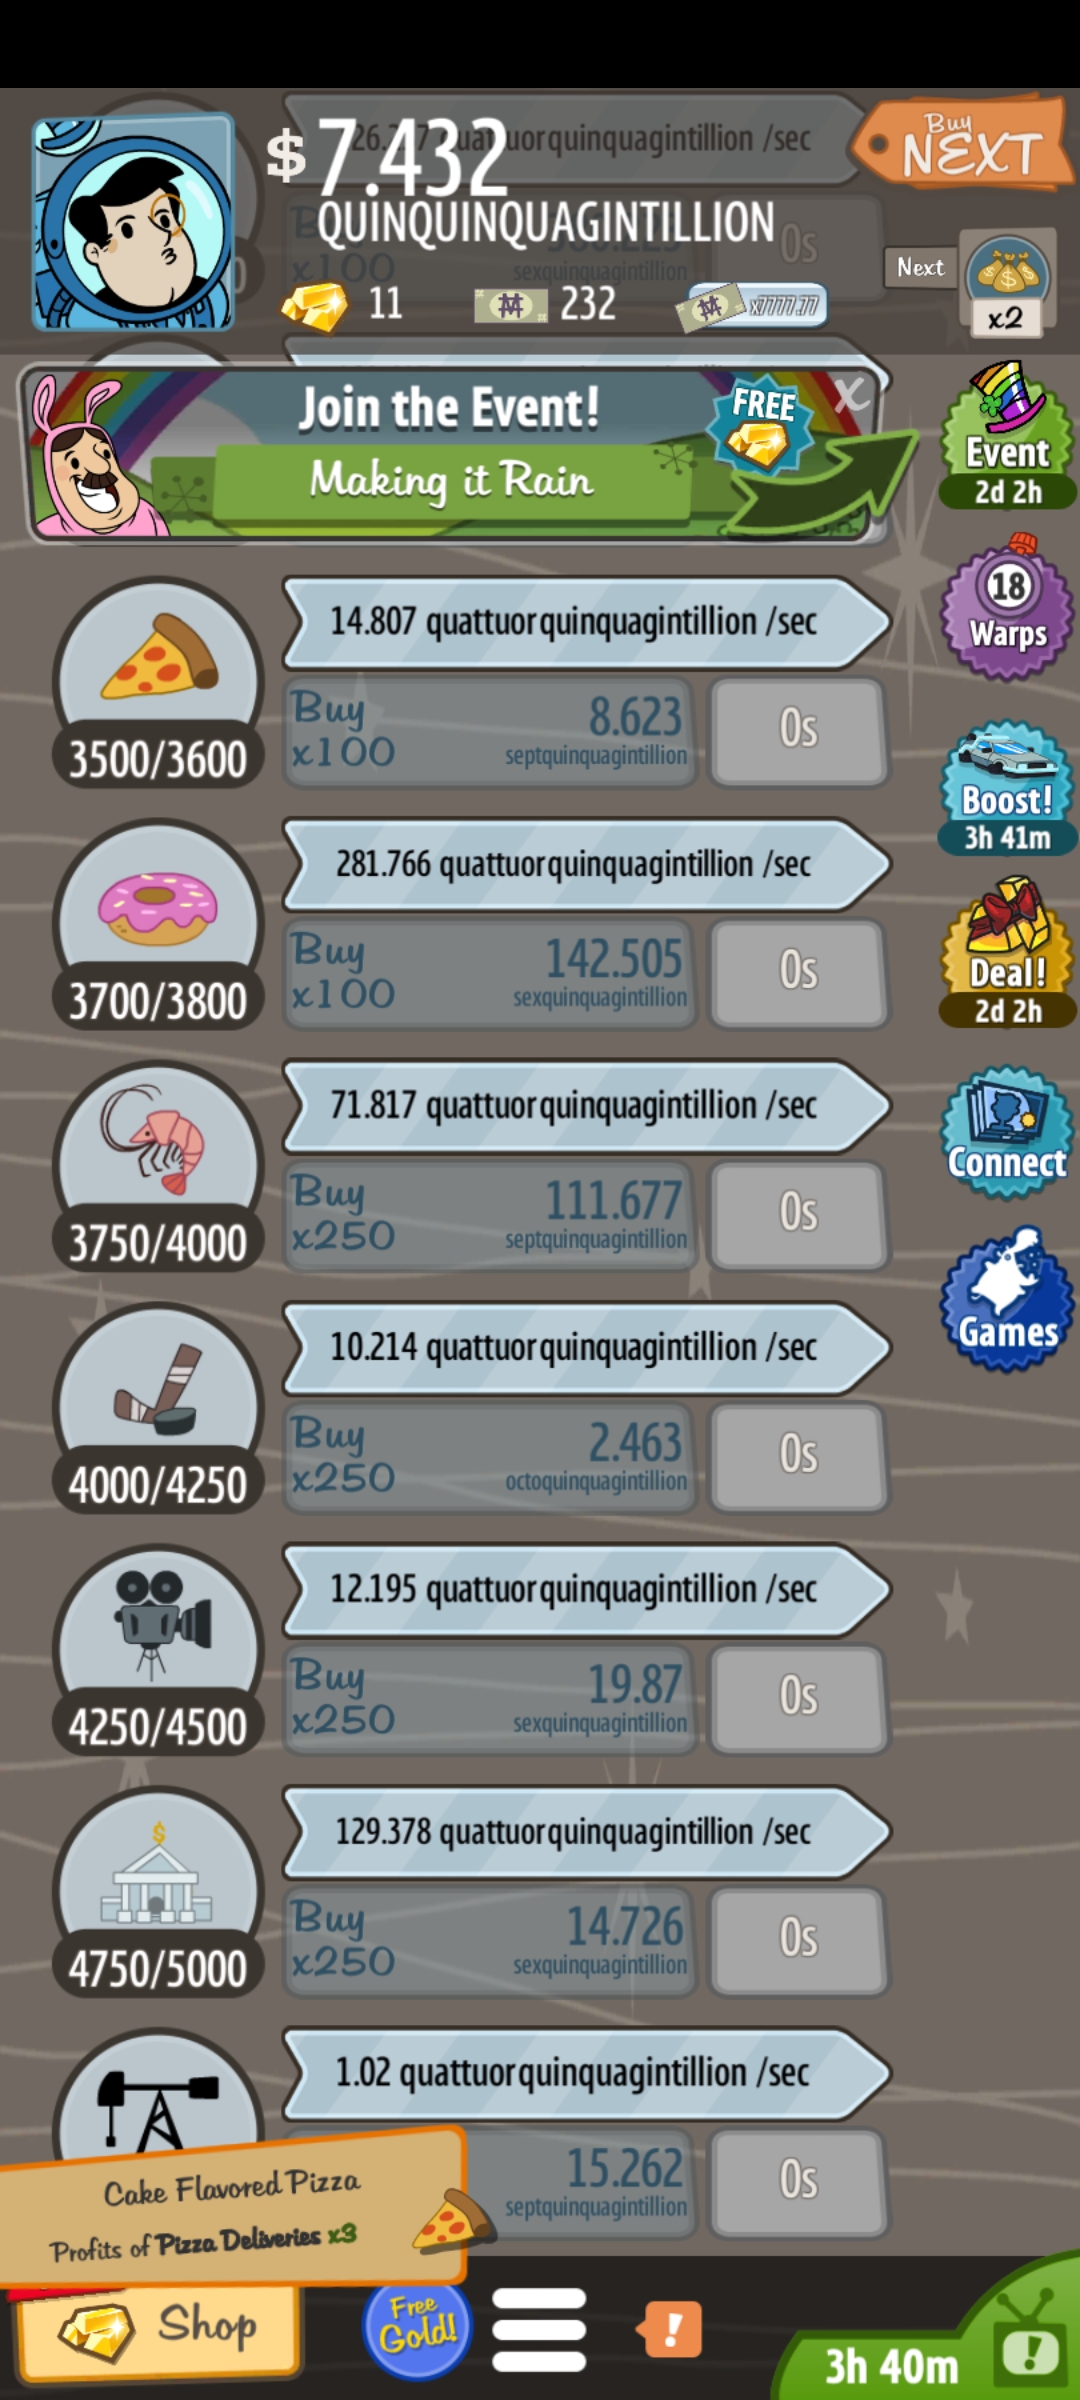 quattuorquinquagintillion /sec
Buy
NEXT
$ 7.432
QUINQUINQUAGINTILLION
0s
x100
sexquinquagintillion
Next
x2
11
232
x7777.77
Join the Event!
FREE
X
Making it Rain
Event
2d 2h
14.807 quattuorquinquagintillion /sec
Buy
x100
8.623
septquinquagintillion
0s
3500/3600
18
Warps
281.766 quattuorquinquagintillion /sec
Buy
x100
142.505
sexquinquagintillion
0s
3700/3800
Boost!
3h 41m
Deal!
2d 2h
71.817 quattuorquinquagintillion /sec
Buy
x250
111.677
septquinquagintillion
0s
3750/4000
Connect
Games
10.214 quattuorquinquagintillion /sec
Buy
x250
2.463
octoquinquagintillion
0s
4000/4250
12.195 quattuorquinquagintillion /sec
Buy
x250
19.87
sexquinquagintillion
0s
4250/4500
129.378 quattuorquinquagintillion /sec
Buy
x250
14.726
sexquinquagintillion
0s
4750/5000
1.02 quattuorquinquagintillion /sec
15.262
septquinquagintillion
0s
Cake Flavored Pizza
Profits of Pizza Deliveries x3
Shop
Free
Gold!
!
3h 40m
!